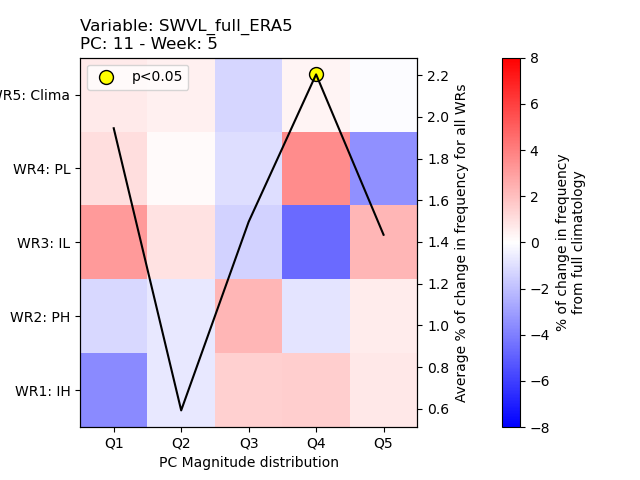 Variable: SWVL_full_ERA5
PC: 11 - Week: 5
p<0.05
WR5: Clima
WR4: PL
WR3: IL
WR2: PH
WR1: IH
Q1 Q2 Q3 Q4 Q5
PC Magnitude distribution
2.2
2.0
1.8
1.6
1.4
1.2
1.0
0.8
0.6
Average % of change in frequency for all WRs
8
6
4
2
0
−2
−4
−6
−8
% of change in frequency
from full climatology